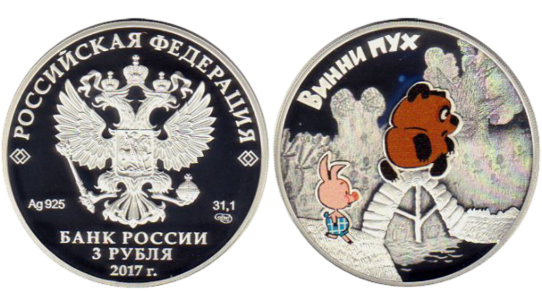 РОССИЙСКАЯ ФЕДЕРАЦИЯ
Ag 925
31,1
БАНК РОССИИ
3 РУБЛЯ
2017 г.
ВИННИ ПУХ